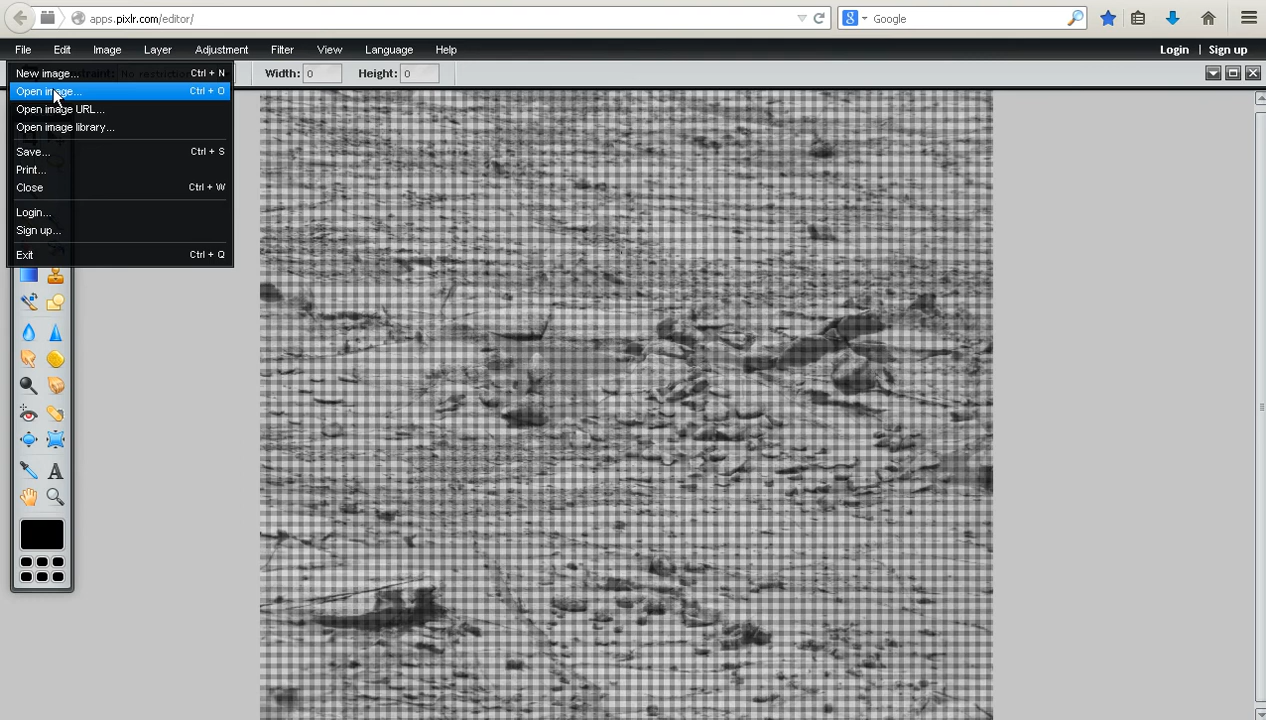 apps.pixlr.com/editor/
Google
File Edit Image Layer Adjustment Filter View Language Help
Login | Sign up
New image... Ctrl + N
Width: 0 Height: 0
Open image... Ctrl + O
Open image URL...
Open image library...
Save... Ctrl + S
Print...
Close Ctrl + W
Login...
Sign up...
Exit Ctrl + Q